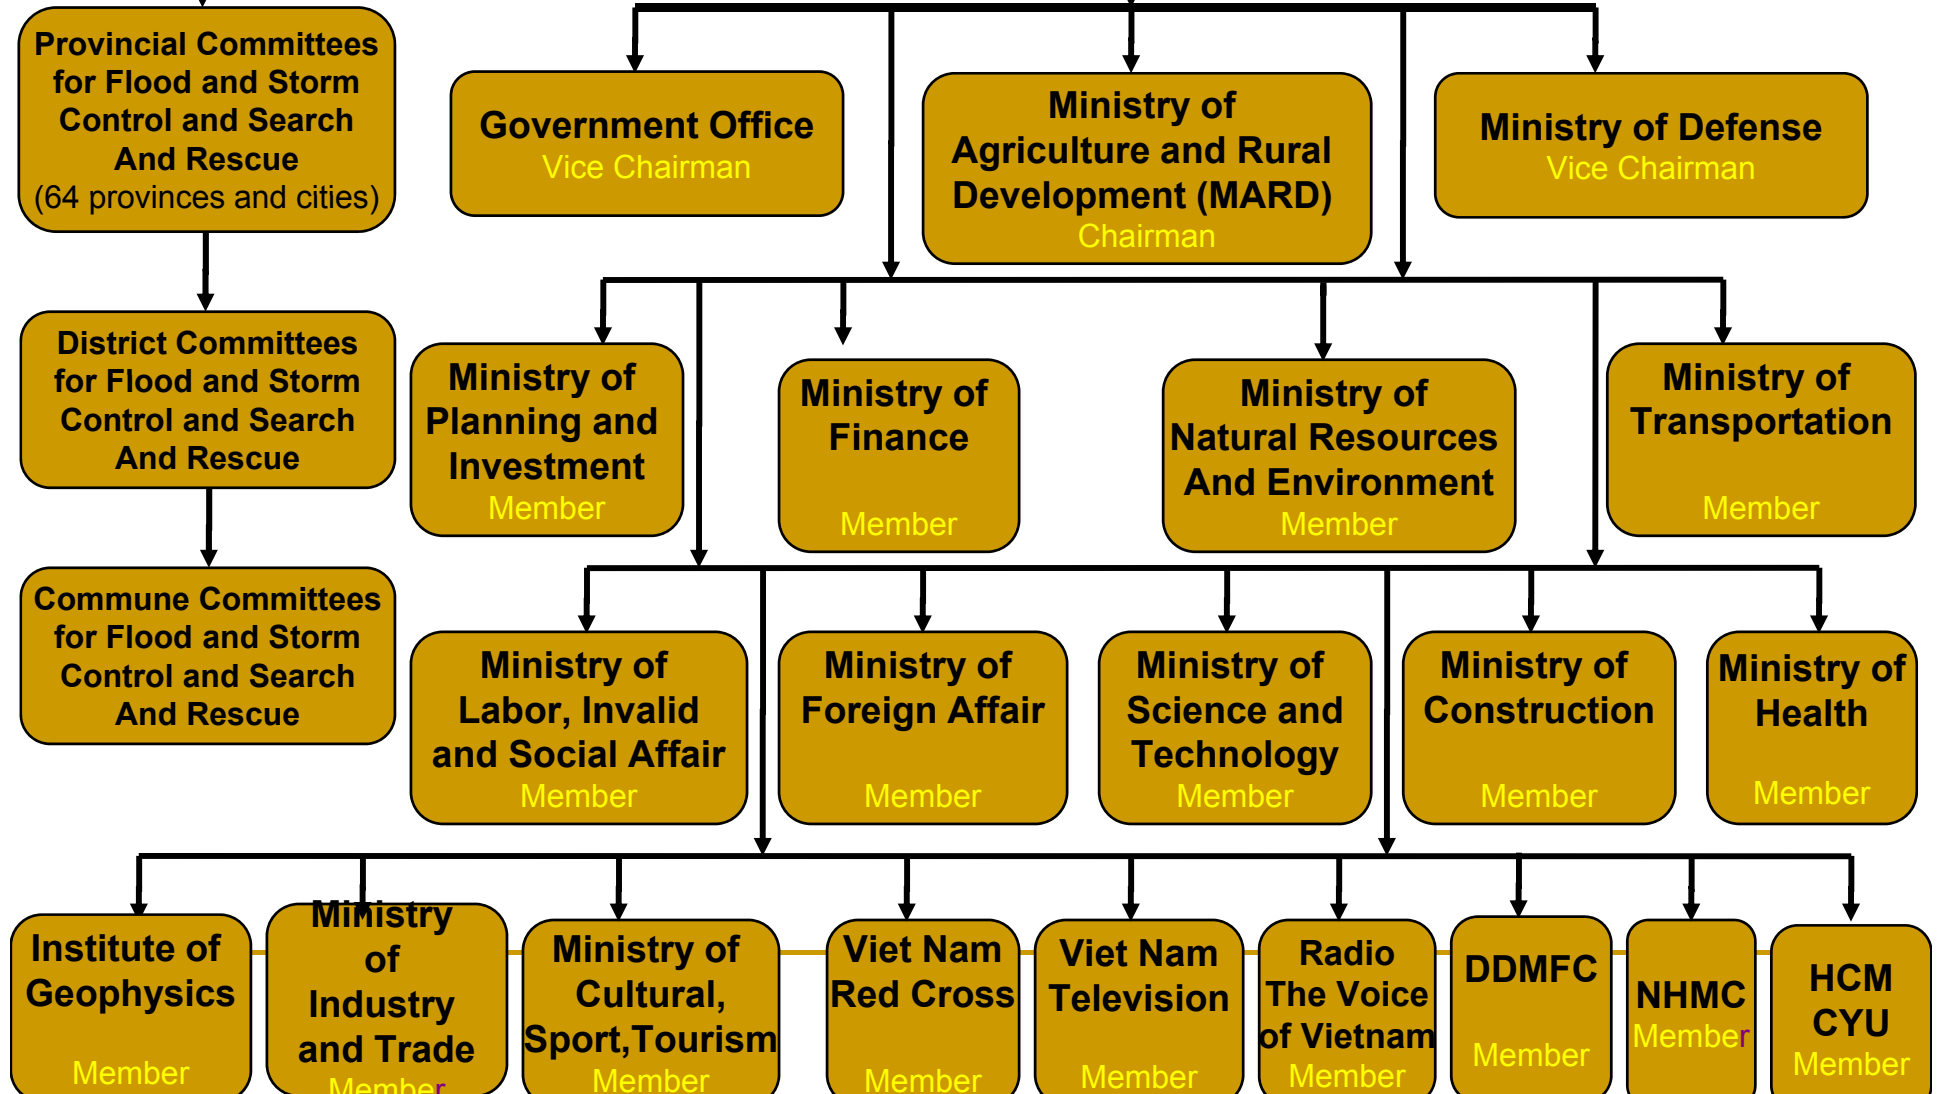 Provincial Committees
for Flood and Storm
Control and Search
And Rescue
(64 provinces and cities)
Government Office
Vice Chairman
Ministry of
Agriculture and Rural
Development (MARD)
Chairman
Ministry of Defense
Vice Chairman
District Committees
for Flood and Storm
Control and Search
And Rescue
Ministry of
Planning and
Investment
Member
Ministry of
Finance
Member
Ministry of
Natural Resources
And Environment
Member
Ministry of
Transportation
Member
Commune Committees
for Flood and Storm
Control and Search
And Rescue
Ministry of
Labor, Invalid
and Social Affair
Member
Ministry of
Foreign Affair
Member
Ministry of
Science and
Technology
Member
Ministry of
Construction
Member
Ministry of
Health
Member
Institute of
Geophysics
Member
Ministry
of
Industry
and Trade
Member
Ministry of
Cultural,
Sport,Tourism
Member
Viet Nam
Red Cross
Member
Viet Nam
Television
Member
Radio
The Voice
of Vietnam
Member
DDMFC
Member
NHMC
Member
HCM
CYU
Member